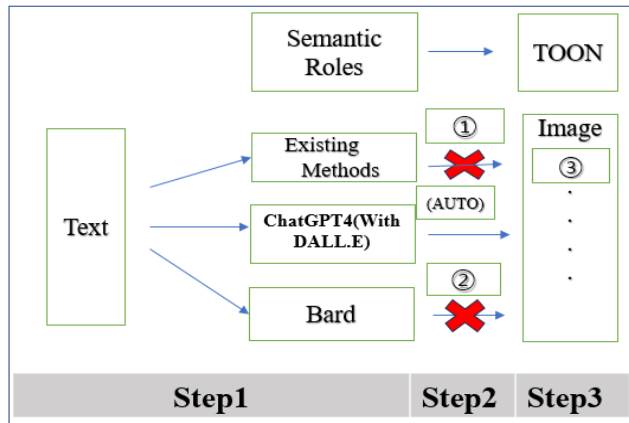 Semantic
Roles
TOON
Text
Existing
Methods
①
Image
③
ChatGPT4(With
DALL.E)
(AUTO)
Bard
②
Step1
Step2
Step3